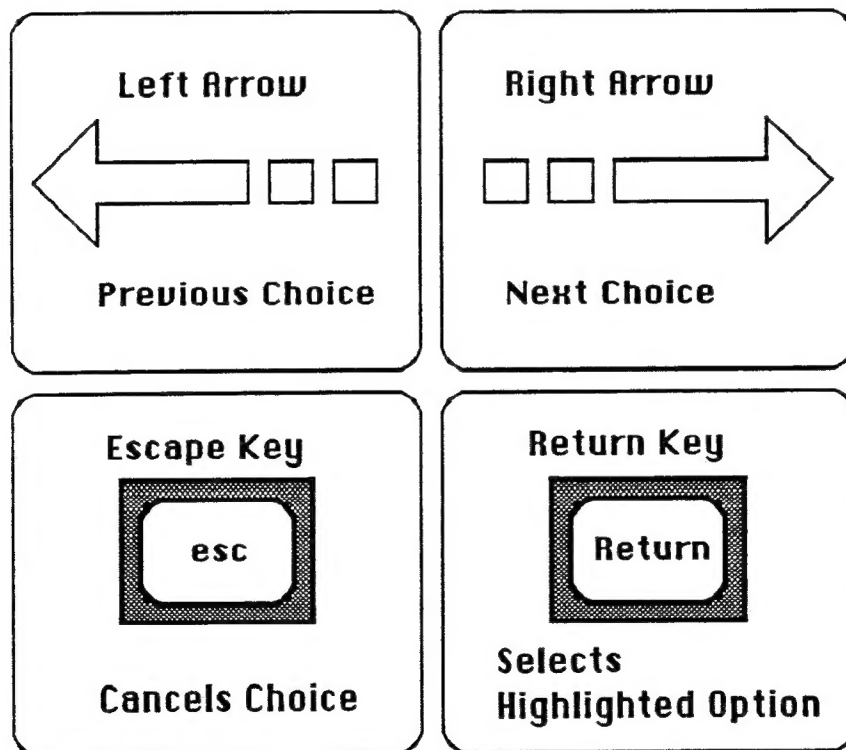 Left Arrow
Previous Choice
Right Arrow
Next Choice
Escape Key
esc
Cancels Choice
Return Key
Return
Selects
Highlighted Option